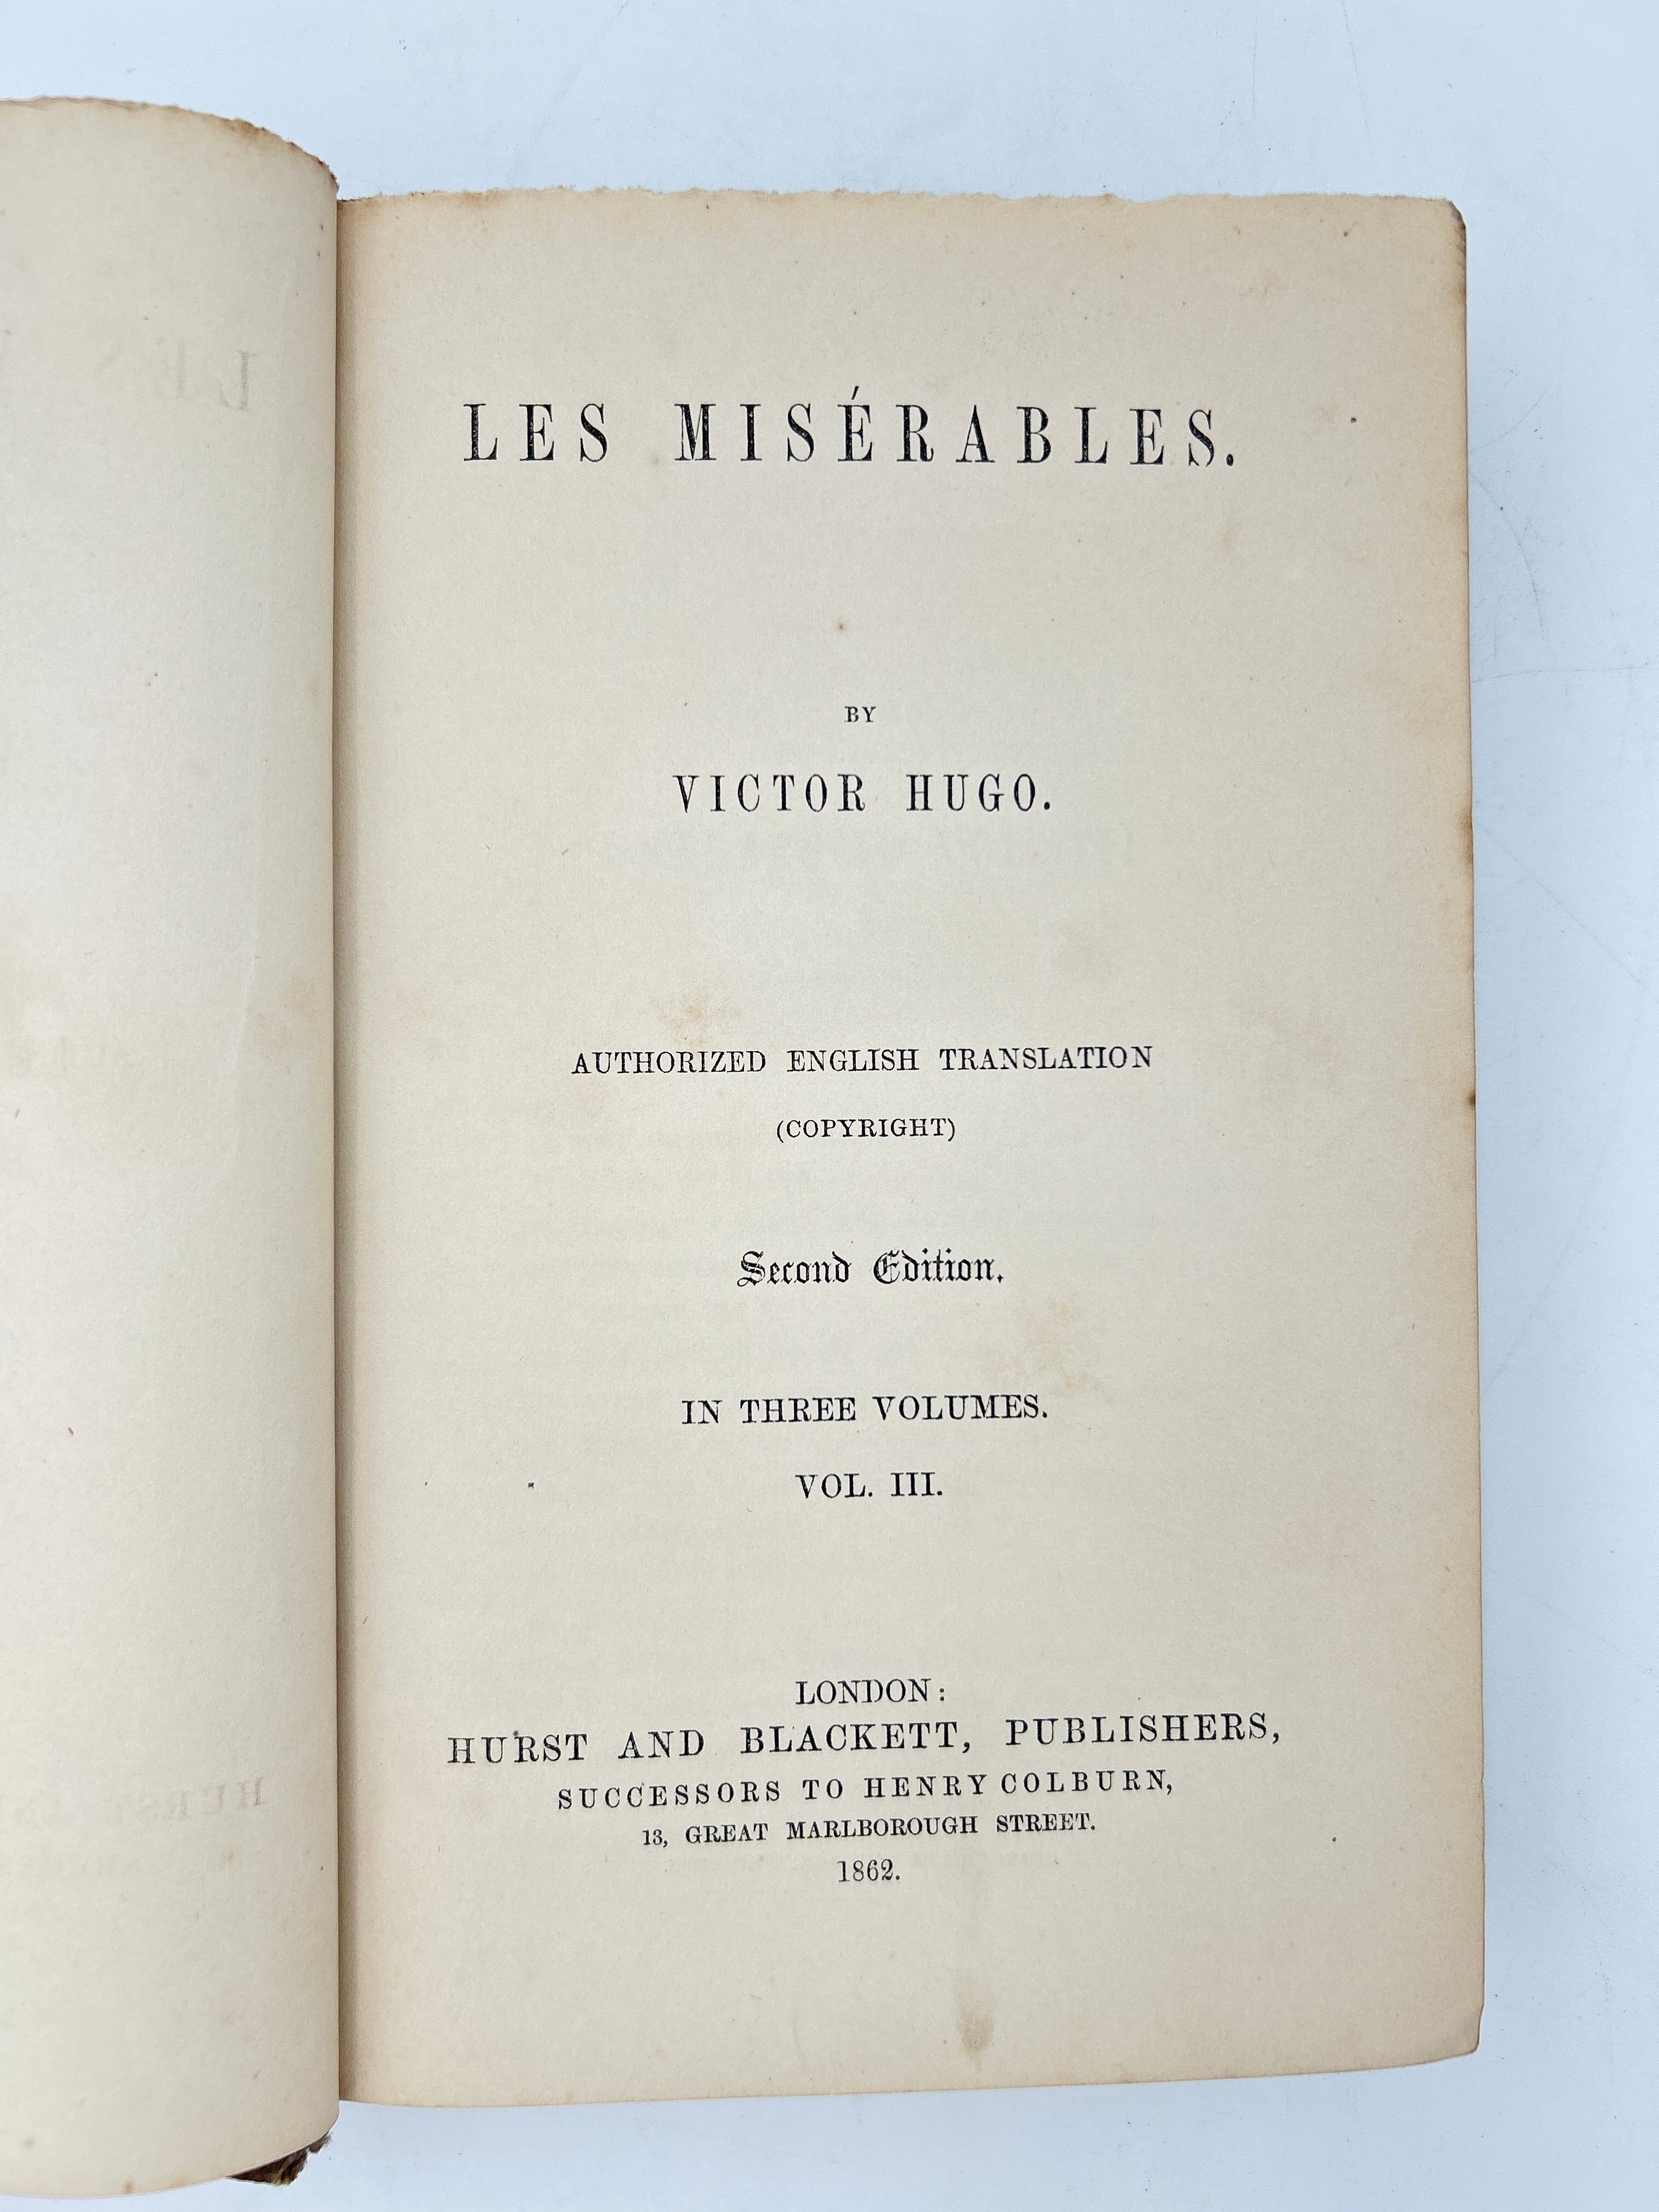 LES MISÉRABLES.
BY
VICTOR HUGO.
AUTHORIZED ENGLISH TRANSLATION
(COPYRIGHT)
Second Edition.
IN THREE VOLUMES.
VOL. III.
LONDON:
HURST AND BLACKETT, PUBLISHERS,
SUCCESSORS TO HENRY COLBURN,
13, GREAT MARLBOROUGH STREET.
1862.